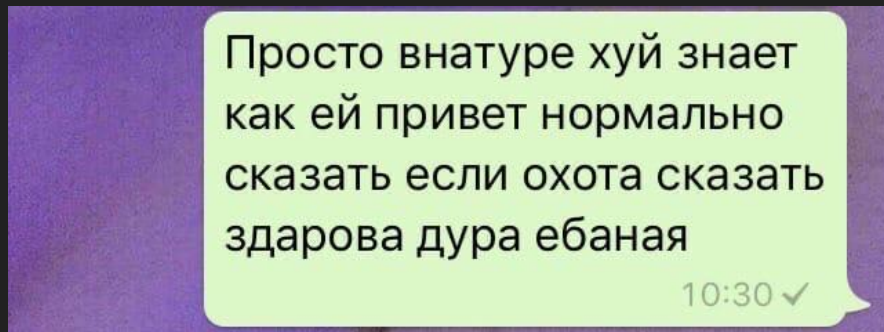 Просто внатуре хуй знает
как ей привет нормально
сказать если охота сказать
здарова дура ебаная
10:30